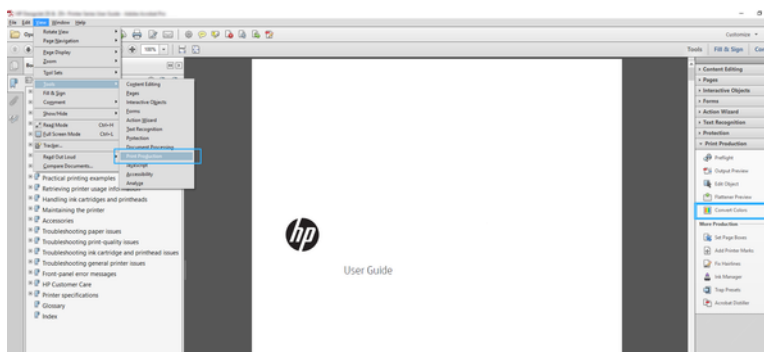 File Edit View Window Help
Customize
100%
Tools Fill & Sign
Rotate View
Page Navigation
Page Display
Zoom
Tool Sets
Tools
Fill & Sign
Comment
Show/Hide
Read Mode Ctrl+H
Full Screen Mode Ctrl+L
Tracker...
Read Out Loud
Compare Documents...
Content Editing
Pages
Interactive Objects
Forms
Action Wizard
Text Recognition
Protection
Document Processing
Print Production
JavaScript
Accessibility
Analyze
Practical printing examples
Retrieving printer usage information
Handling ink cartridges and printheads
Maintaining the printer
Accessories
Troubleshooting paper issues
Troubleshooting print-quality issues
Troubleshooting ink cartridge and printhead issues
Troubleshooting general printer issues
Front-panel error messages
HP Customer Care
Printer specifications
Glossary
Index
hp
User Guide
Content Editing
Pages
Interactive Objects
Forms
Action Wizard
Text Recognition
Protection
Print Production
Preflight
Output Preview
Edit Object
Flattener Preview
Convert Colors
More Production
Set Page Boxes
Add Printer Marks
Fix Hairlines
Ink Manager
Trap Presets
Acrobat Distiller